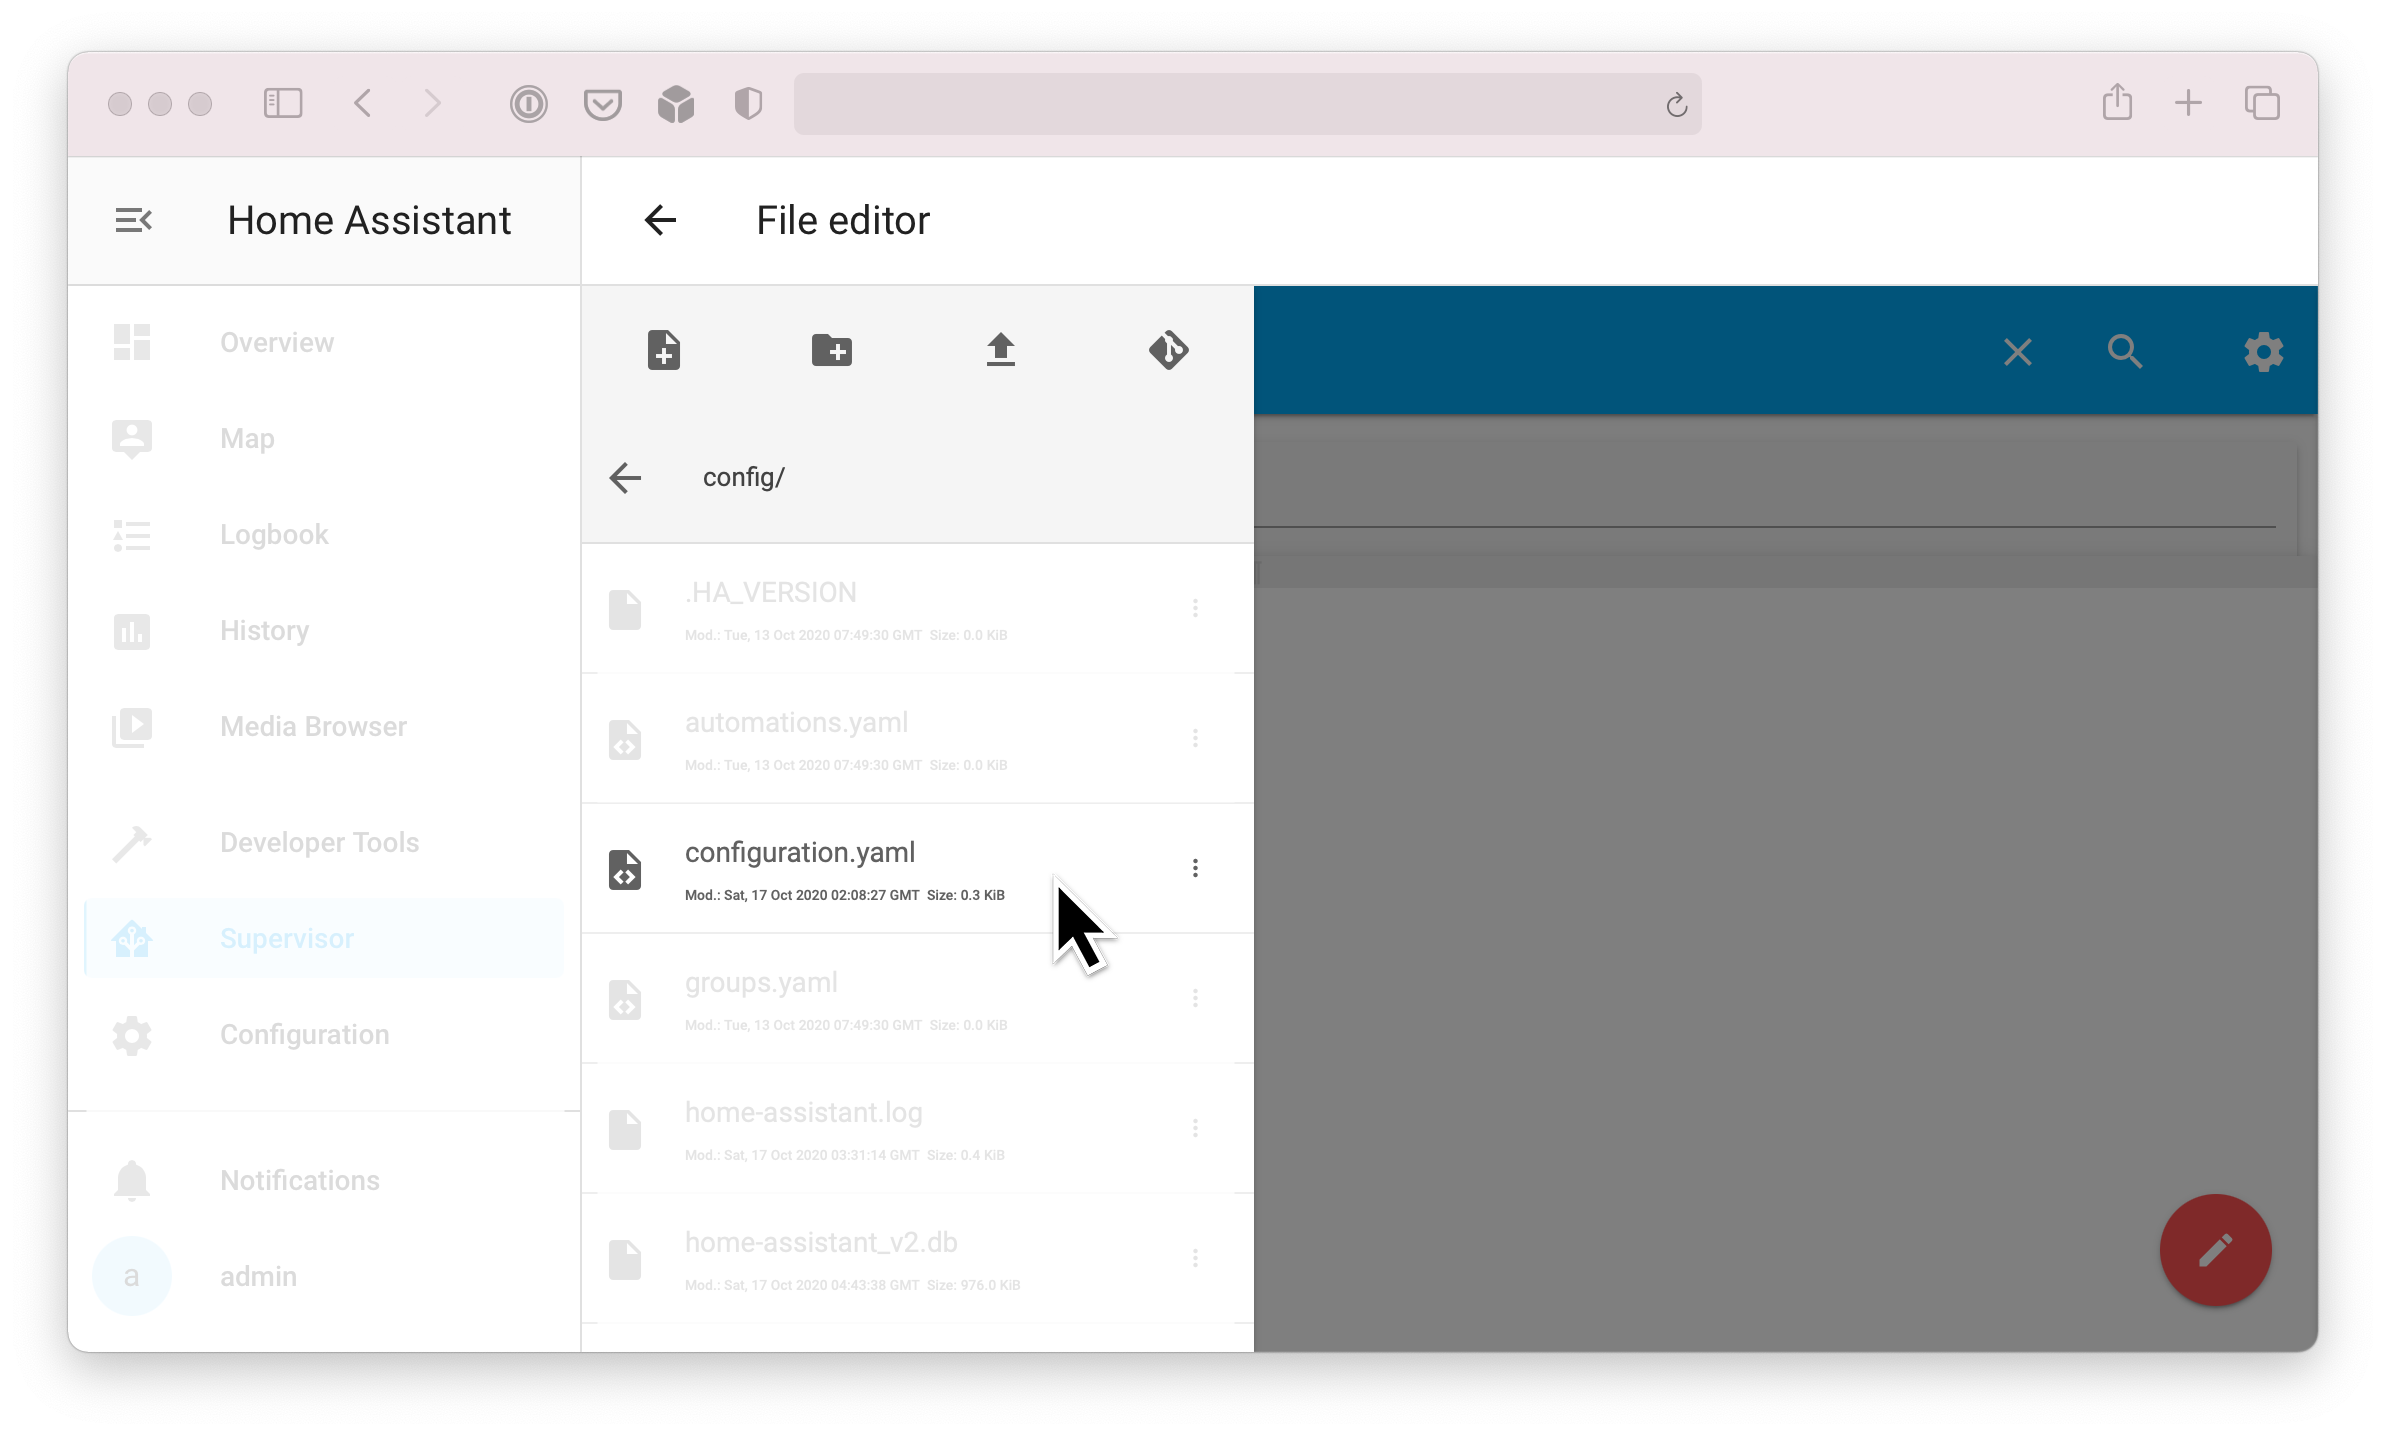 Home Assistant
File editor
Overview
Map
Logbook
History
Media Browser
Developer Tools
Supervisor
Configuration
Notifications
a
admin
config/
.HA_VERSION
Mod.: Tue, 13 Oct 2020 07:49:30 GMT  Size: 0.0 KiB
automations.yaml
Mod.: Tue, 13 Oct 2020 07:49:30 GMT  Size: 0.0 KiB
configuration.yaml
Mod.: Sat, 17 Oct 2020 02:08:27 GMT  Size: 0.3 KiB
groups.yaml
Mod.: Tue, 13 Oct 2020 07:49:30 GMT  Size: 0.0 KiB
home-assistant.log
Mod.: Sat, 17 Oct 2020 03:31:14 GMT  Size: 0.4 KiB
home-assistant_v2.db
Mod.: Sat, 17 Oct 2020 04:43:38 GMT  Size: 976.0 KiB